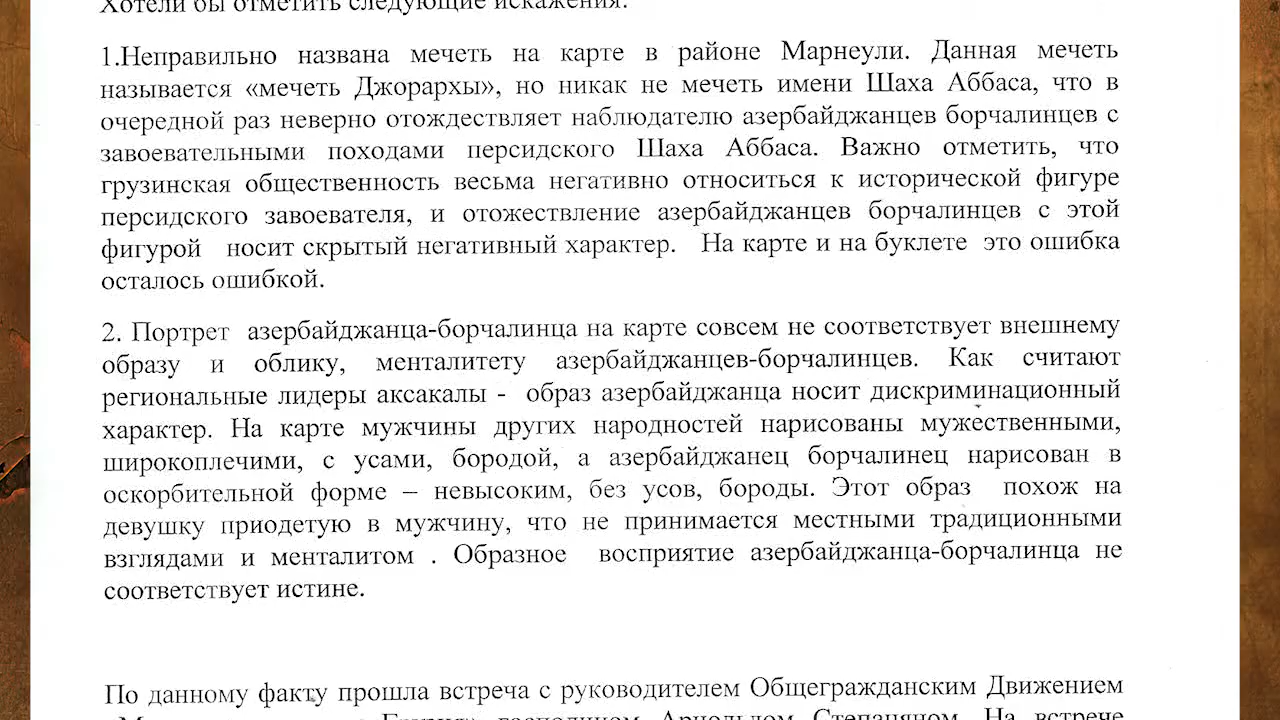 Хотели бы отметить следующие искажения:
1.Неправильно названа мечеть на карте в районе Марнеули. Данная мечеть
называется «мечеть Джорархы», но никак не мечеть имени Шаха Аббаса, что в
очередной раз неверно отождествляет наблюдателю азербайджанцев борчалинцев с
завоевательными походами персидского Шаха Аббаса. Важно отметить, что
грузинская общественность весьма негативно относиться к исторической фигуре
персидского завоевателя, и отожествление азербайджанцев борчалинцев с этой
фигурой носит скрытый негативный характер. На карте и на буклете это ошибка
осталось ошибкой.
2. Портрет азербайджанца-борчалинца на карте совсем не соответствует внешнему
образу и облику, менталитету азербайджанцев-борчалинцев. Как считают
региональные лидеры аксакалы - образ азербайджанца носит дискриминационный
характер. На карте мужчины других народностей нарисованы мужественными,
широкоплечими, с усами, бородой, а азербайджанец борчалинец нарисован в
оскорбительной форме – невысоким, без усов, бороды. Этот образ похож на
девушку приодетую в мужчину, что не принимается местными традиционными
взглядами и менталитом . Образное восприятие азербайджанца-борчалинца не
соответствует истине.
По данному факту прошла встреча с руководителем Общегражданским Движением
господином Арнольдом Степаняном. На встрече